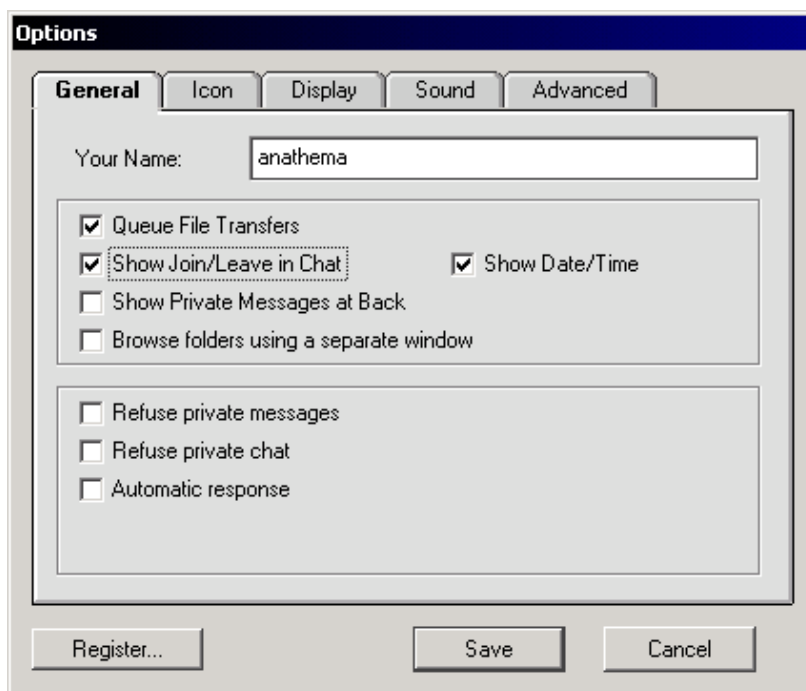 Options
General Icon Display Sound Advanced
Your Name: anathema
Queue File Transfers
Show Join/Leave in Chat Show Date/Time
Show Private Messages at Back
Browse folders using a separate window
Refuse private messages
Refuse private chat
Automatic response
Register... Save Cancel